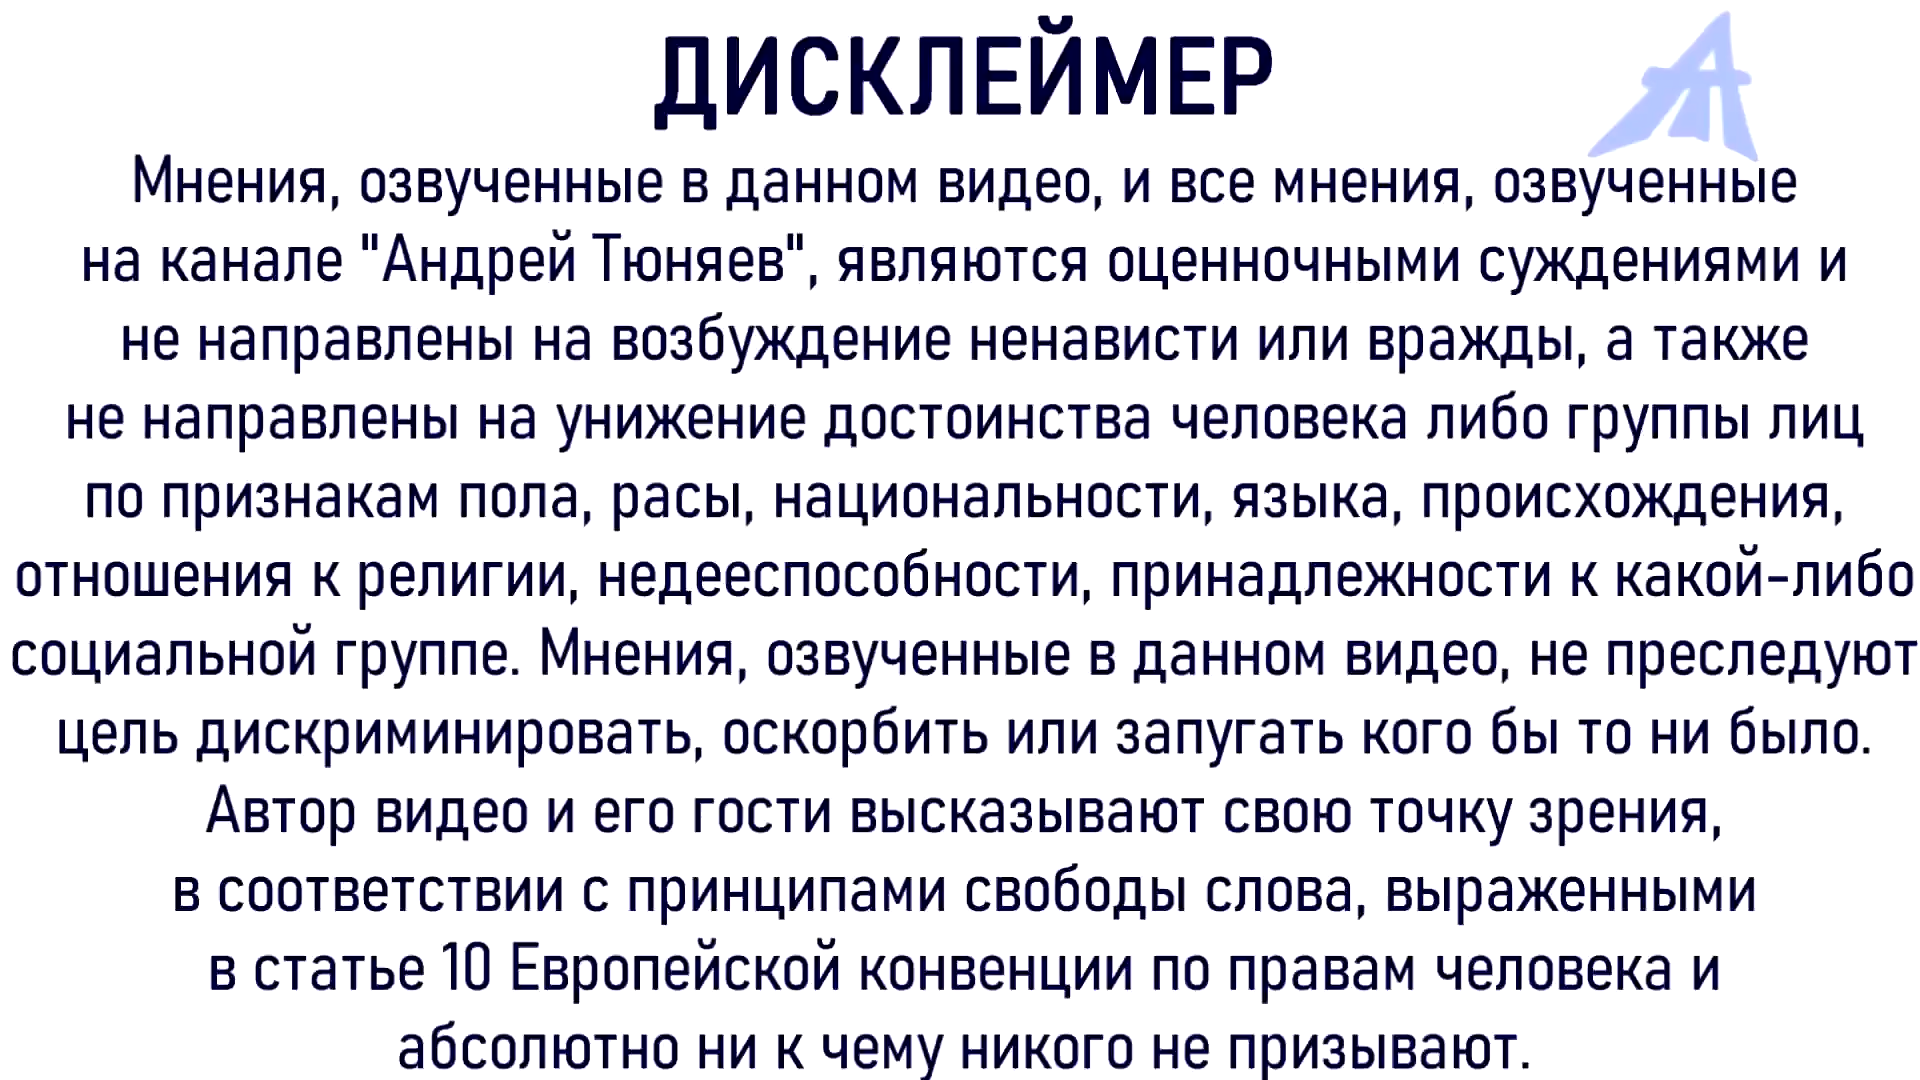 ДИСКЛЕЙМЕР
Мнения, озвученные в данном видео, и все мнения, озвученные
на канале "Андрей Тюняев", являются оценночными суждениями и
не направлены на возбуждение ненависти или вражды, а также
не направлены на унижение достоинства человека либо группы лиц
по признакам пола, расы, национальности, языка, происхождения,
отношения к религии, недееспособности, принадлежности к какой-либо
социальной группе. Мнения, озвученные в данном видео, не преследуют
цель дискриминировать, оскорбить или запугать кого бы то ни было.
Автор видео и его гости высказывают свою точку зрения,
в соответствии с принципами свободы слова, выраженными
в статье 10 Европейской конвенции по правам человека и
абсолютно ни к чему никого не призывают.